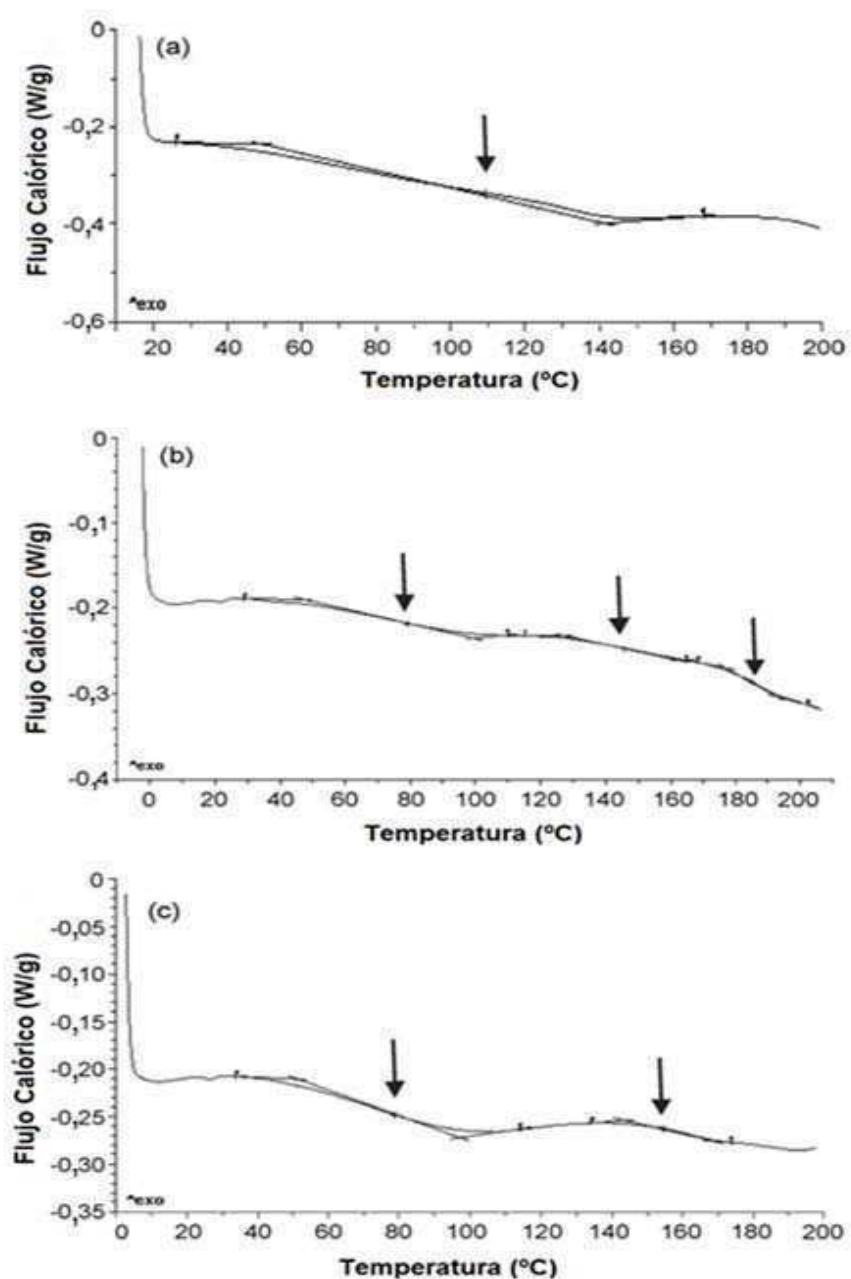 (a)
Flujo Calórico (W/g)
0
-0,2
-0,4
-0,6
^exo
20 40 60 80 100 120 140 160 180 200
Temperatura (ºC)
(b)
Flujo Calórico (W/g)
0
-0,1
-0,2
-0,3
-0,4
^exo
0 20 40 60 80 100 120 140 160 180 200
Temperatura (ºC)
(c)
Flujo Calórico (W/g)
0
-0,05
-0,10
-0,15
-0,20
-0,25
-0,30
-0,35
^exo
0 20 40 60 80 100 120 140 160 180 200
Temperatura (ºC)